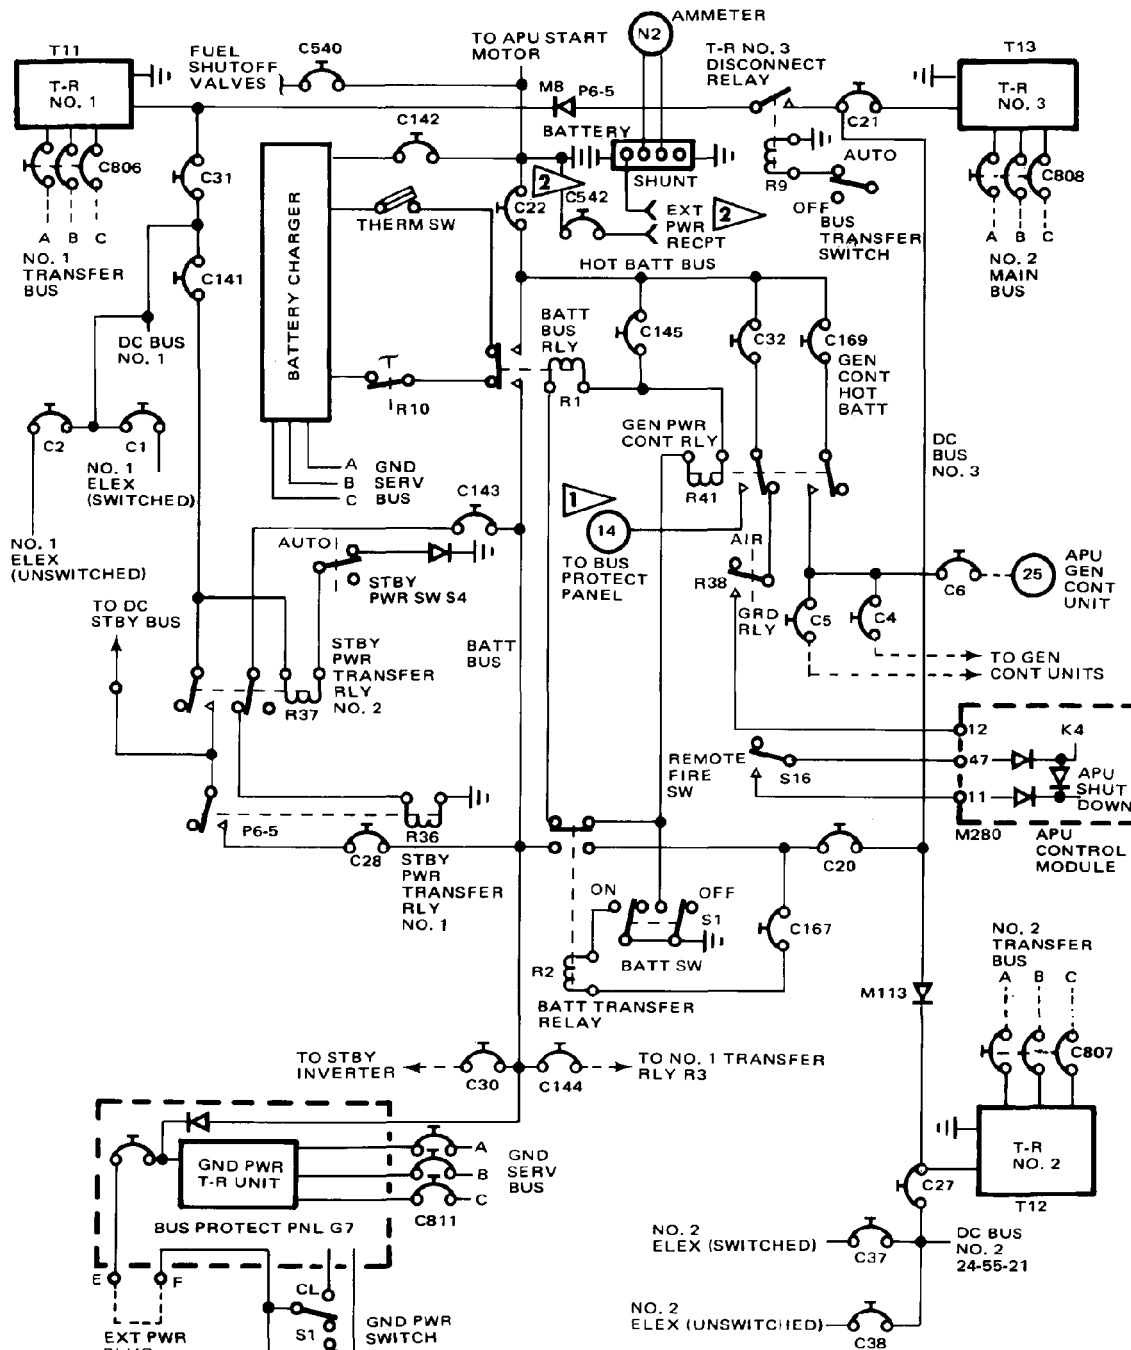 T11
T-R
NO. 1
C806
A B C
NO. 1
TRANSFER
BUS
FUEL
SHUTOFF
VALVES
C540
TO APU START
MOTOR
AMMETER
N2
T-R NO. 3
DISCONNECT
RELAY
T13
T-R
NO. 3
C808
A B C
NO. 2
MAIN
BUS
M8
P6-5
C21
C142
BATTERY
SHUNT
R9
AUTO
OFF
BUS
TRANSFER
SWITCH
C31
THERM SW
C22
2
C542
EXT
PWR
RECPT
2
HOT BATT BUS
C141
BATTERY CHARGER
DC BUS
NO. 1
BATT
BUS
RLY
C145
C32
C169
GEN
CONT
HOT
BATT
R10
R1
C2
C1
NO. 1
ELEX
(SWITCHED)
A
B
C
GND
SERV
BUS
GEN PWR
CONT RLY
R41
DC
BUS
NO. 3
C143
1
14
TO BUS
PROTECT
PANEL
NO. 1
ELEX
(UNSWITCHED)
AUTO
STBY
PWR SW S4
AIR
R38
GRD
RLY
C5
C4
C6
25
APU
GEN
CONT
UNIT
TO DC
STBY BUS
STBY
PWR
TRANSFER
RLY
NO. 2
R37
BATT
BUS
TO GEN
CONT UNITS
12
47
11
K4
APU
SHUT
DOWN
REMOTE
FIRE
SW
S16
M280
APU
CONTROL
MODULE
P6-5
R36
C28
STBY
PWR
TRANSFER
RLY
NO. 1
C20
ON
OFF
S1
BATT SW
C167
R2
BATT TRANSFER
RELAY
M113
NO. 2
TRANSFER
BUS
A B C
C807
TO STBY
INVERTER
C30
C144
TO NO. 1 TRANSFER
RLY R3
T-R
NO. 2
T12
GND PWR
T-R UNIT
A
B
C
GND
SERV
BUS
C811
BUS PROTECT PNL G7
C27
NO. 2
ELEX (SWITCHED)
C37
DC BUS
NO. 2
24-55-21
E
F
CL
S1
GND PWR
SWITCH
EXT PWR
NO. 2
ELEX (UNSWITCHED)
C38